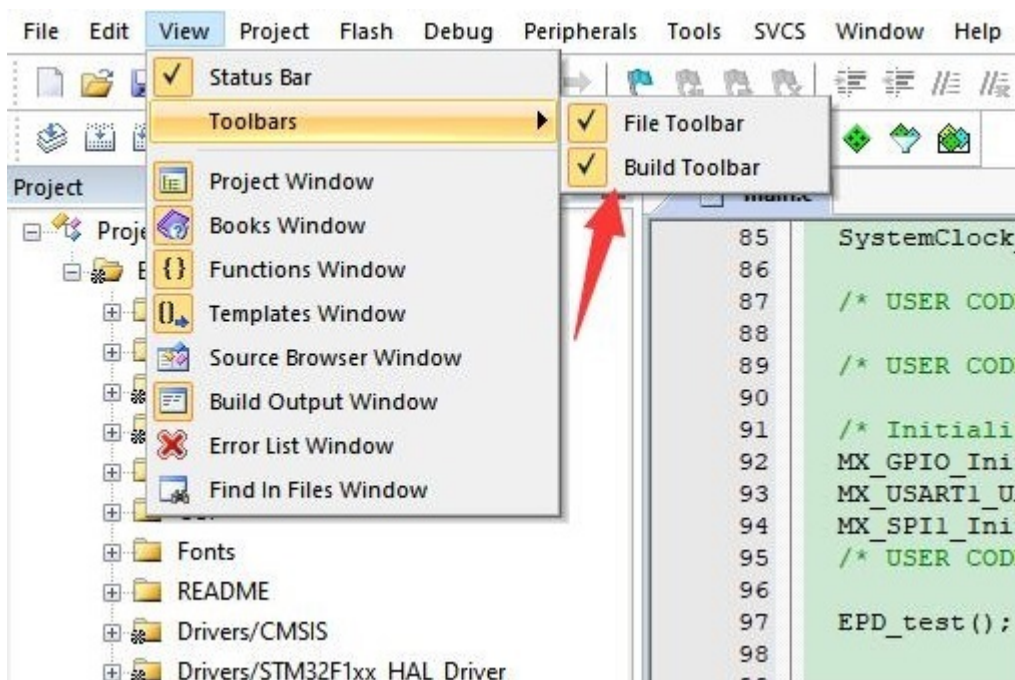 File Edit View Project Flash Debug Peripherals Tools SVCS Window Help
Status Bar
Toolbars
File Toolbar
Build Toolbar
Project Window
Books Window
Functions Window
Templates Window
Source Browser Window
Build Output Window
Error List Window
Find In Files Window
Project
Proje
Fonts
README
Drivers/CMSIS
Drivers/STM32F1xx_HAL_Driver
main.c
85 SystemClock
86
87 /* USER COD
88
89 /* USER COD
90
91 /* Initiali
92 MX_GPIO_Ini
93 MX_USART1_U
94 MX_SPI1_Ini
95 /* USER COD
96
97 EPD_test();
98